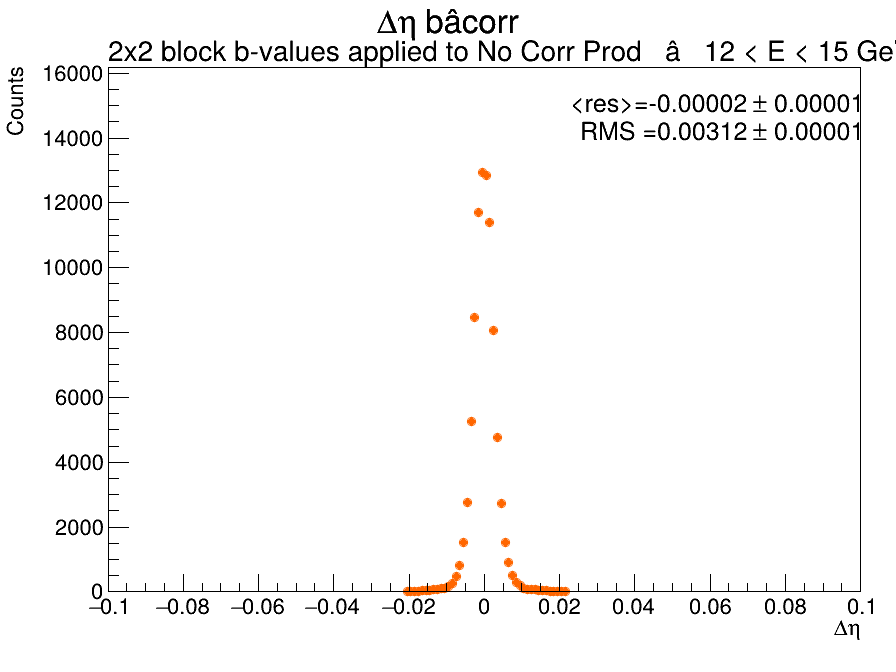 Δη bâcorr
2x2 block b-values applied to No Corr Prod â 12 < E < 15 GeV
Counts
<res>=-0.00002 ± 0.00001
RMS =0.00312 ± 0.00001
16000
14000
12000
10000
8000
6000
4000
2000
0
−0.1 −0.08 −0.06 −0.04 −0.02 0 0.02 0.04 0.06 0.08 0.1
Δη